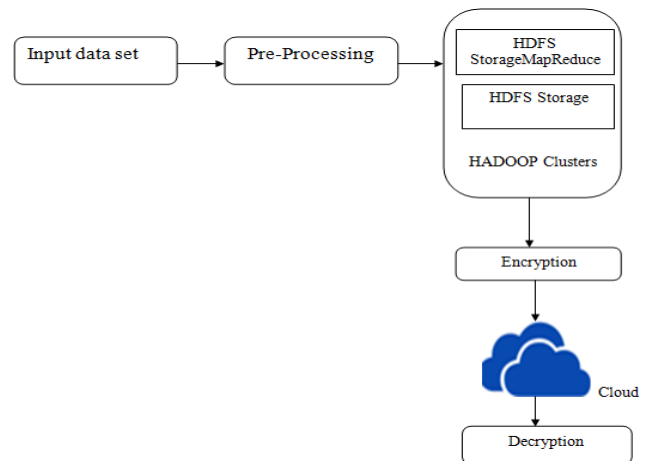 Input data set
Pre-Processing
HDFS
StorageMapReduce
HDFS Storage
HADOOP Clusters
Encryption
Cloud
Decryption